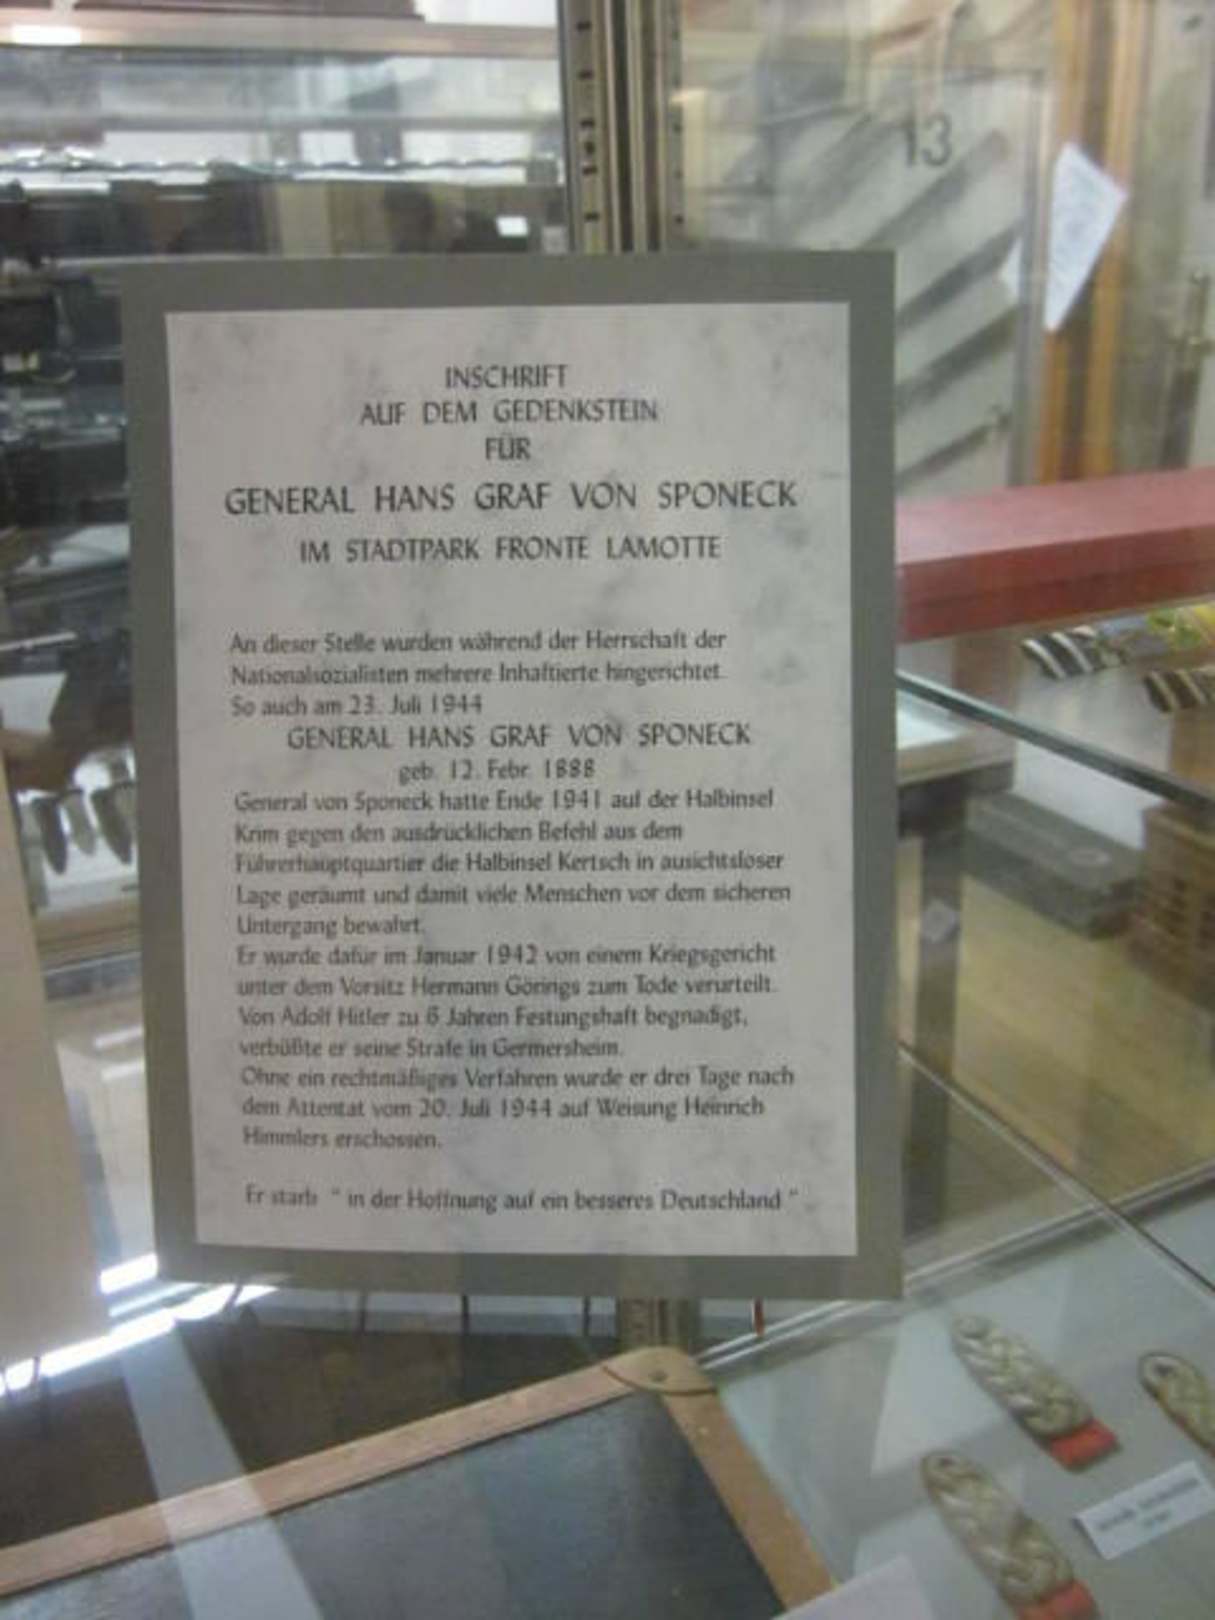 13
INSCHRIFT
AUF DEM GEDENKSTEIN
FÜR
GENERAL HANS GRAF VON SPONECK
IM STADTPARK FRONTE LAMOTTE
An dieser Stelle wurden während der Herrschaft der
Nationalsozialisten mehrere Inhaftierte hingerichtet.
So auch am 23. Juli 1944
GENERAL HANS GRAF VON SPONECK
geb. 12. Febr. 1888
General von Sponeck hatte Ende 1941 auf der Halbinsel
Krim gegen den ausdrücklichen Befehl aus dem
Führerhauptquartier die Halbinsel Kertsch in ausichtsloser
Lage geräumt und damit viele Menschen vor dem sicheren
Untergang bewahrt.
Er wurde dafür im Januar 1942 von einem Kriegsgericht
unter dem Vorsitz Hermann Görings zum Tode verurteilt.
Von Adolf Hitler zu 6 Jahren Festungshaft begnadigt,
verbüßte er seine Strafe in Germersheim.
Ohne ein rechtmäßiges Verfahren wurde er drei Tage nach
dem Attentat vom 20. Juli 1944 auf Weisung Heinrich
Himmlers erschossen.
Er starb " in der Hoffnung auf ein besseres Deutschland "